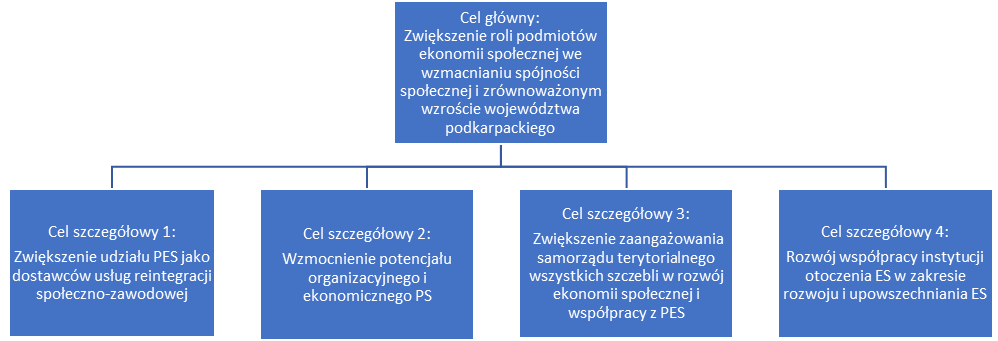 Cel główny:
Zwiększenie roli podmiotów
ekonomii społecznej we
wzmacnianiu spójności
społecznej i zrównoważonym
wzroście województwa
podkarpackiego
Cel szczegółowy 1:
Zwiększenie udziału PES jako
dostawców usług reintegracji
społeczno-zawodowej
Cel szczegółowy 2:
Wzmocnienie potencjału
organizacyjnego i
ekonomicznego PS
Cel szczegółowy 3:
Zwiększenie zaangażowania
samorządu terytorialnego
wszystkich szczebli w rozwój
ekonomii społecznej i
współpracy z PES
Cel szczegółowy 4:
Rozwój współpracy instytucji
otoczenia ES w zakresie
rozwoju i upowszechniania ES